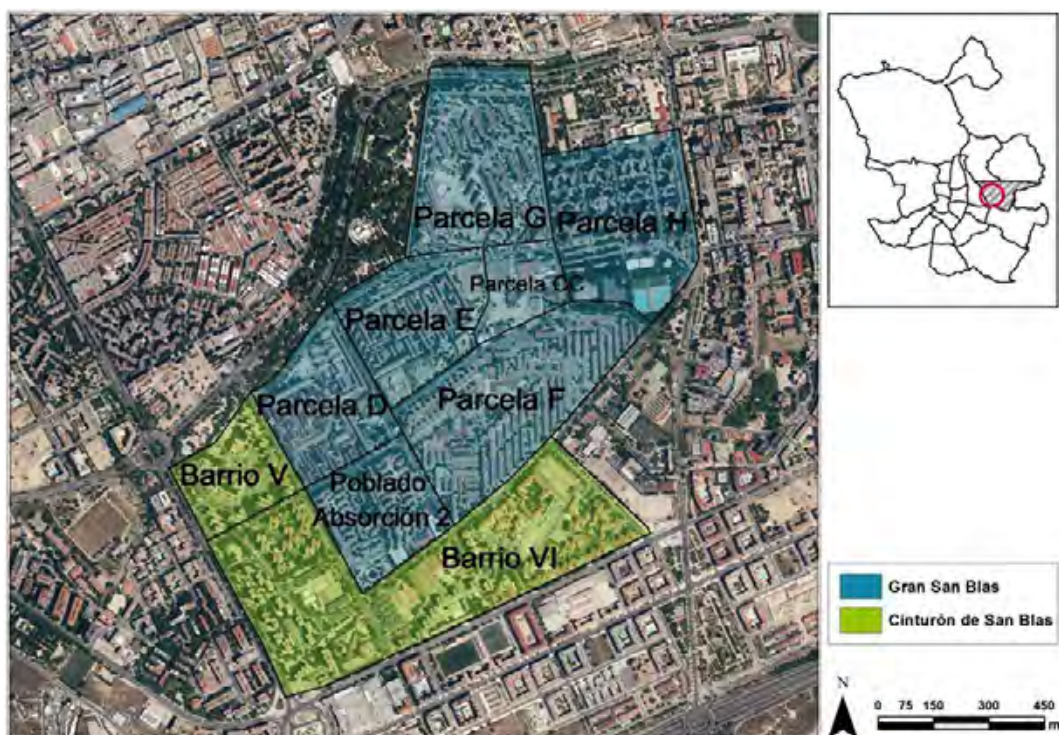 Parcela G
Parcela H
Parcela CC
Parcela E
Parcela D
Parcela F
Barrio V
Poblado
Absorción 2
Barrio VI
Gran San Blas
Cinturón de San Blas
N
0 75 150 300 450
m